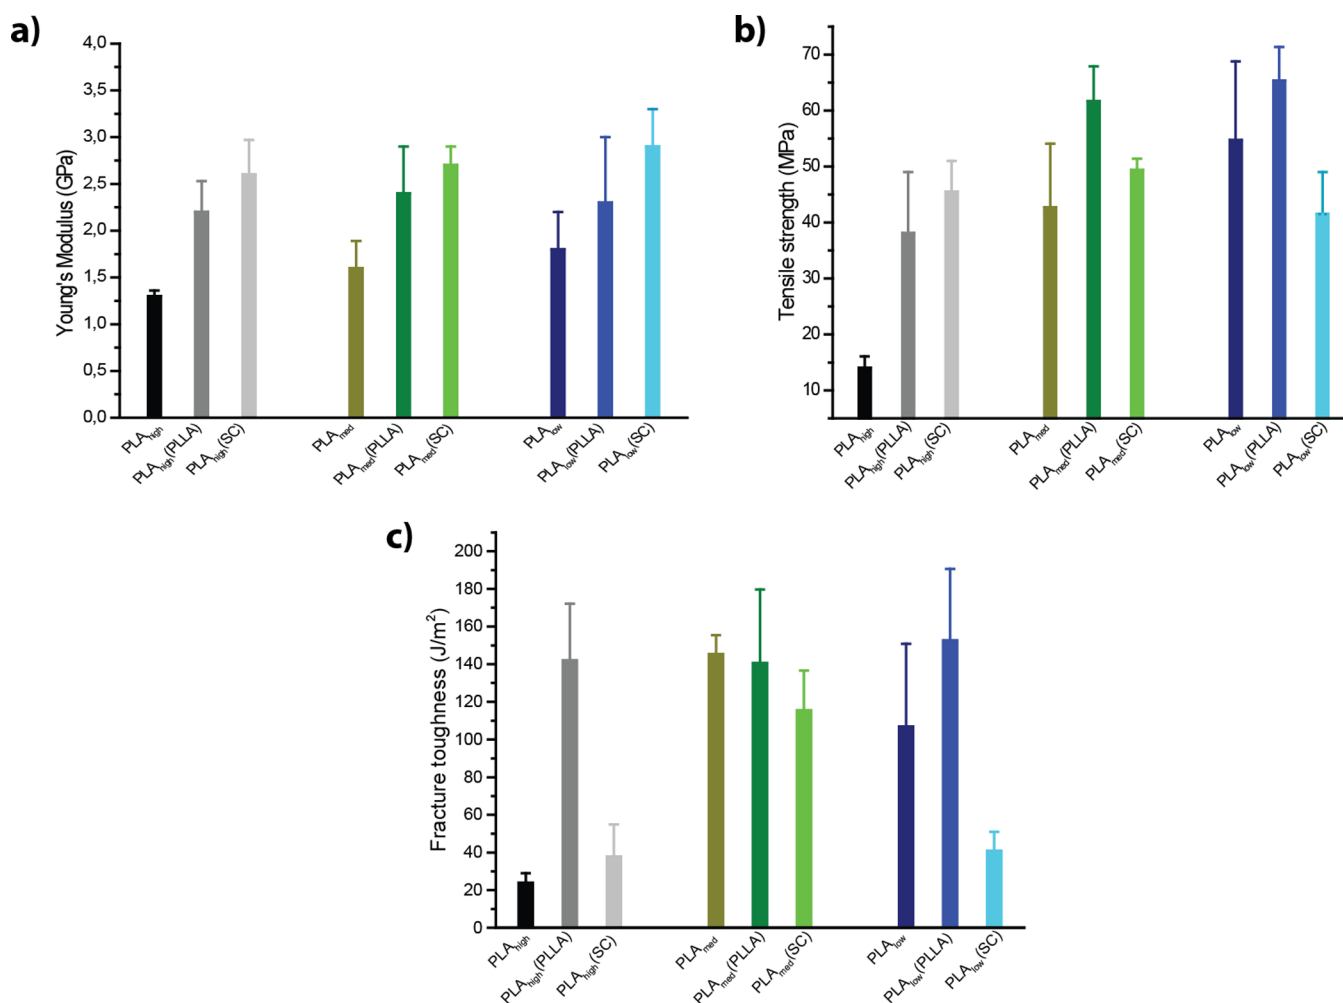 a)
Young's Modulus (GPa)
4,0
3,5
3,0
2,5
2,0
1,5
1,0
0,5
0,0
PLAhigh
PLAhigh(PLLA)
PLAhigh(SC)
PLAmed
PLAmed(PLLA)
PLAmed(SC)
PLAlow
PLAlow(PLLA)
PLAlow(SC)
b)
Tensile strength (MPa)
70
60
50
40
30
20
10
PLAhigh
PLAhigh(PLLA)
PLAhigh(SC)
PLAmed
PLAmed(PLLA)
PLAmed(SC)
PLAlow
PLAlow(PLLA)
PLAlow(SC)
c)
Fracture toughness (J/m²)
200
180
160
140
120
100
80
60
40
20
0
PLAhigh
PLAhigh(PLLA)
PLAhigh(SC)
PLAmed
PLAmed(PLLA)
PLAmed(SC)
PLAlow
PLAlow(PLLA)
PLAlow(SC)